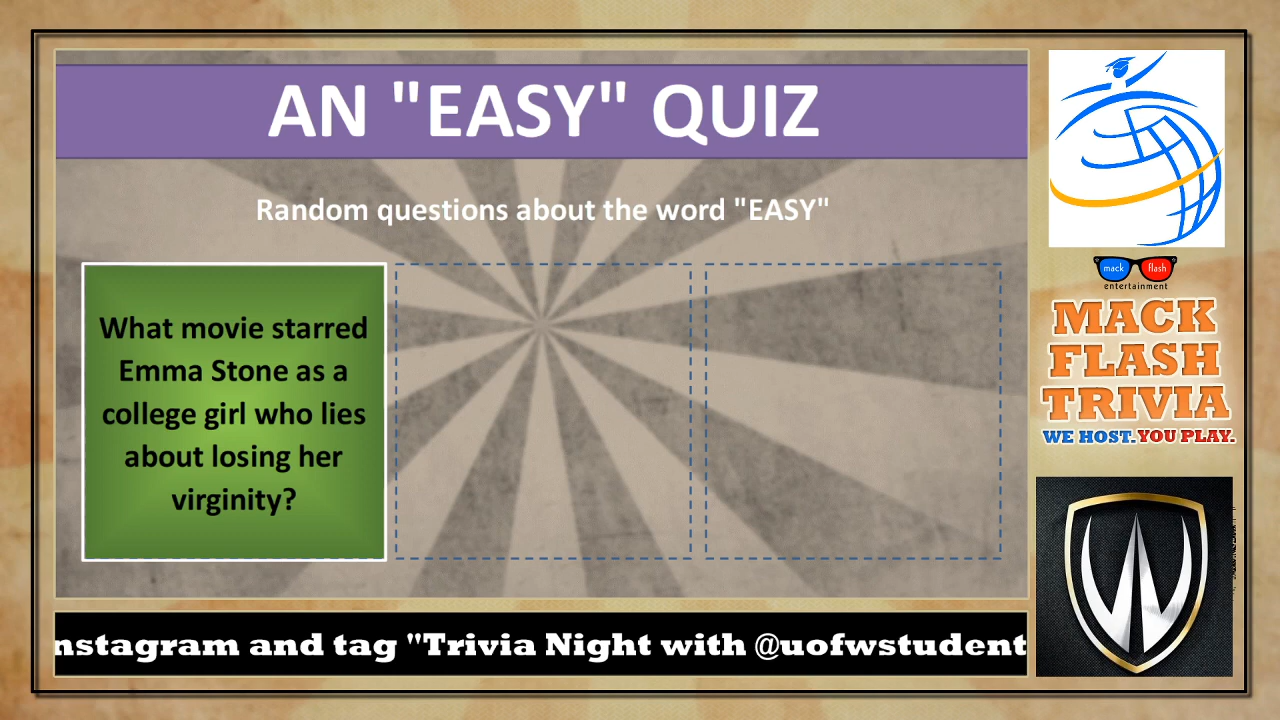 AN "EASY" QUIZ
Random questions about the word "EASY"
What movie starred
Emma Stone as a
college girl who lies
about losing her
virginity?
mack flash
entertainment
MACK
FLASH
TRIVIA
WE HOST. YOU PLAY.
nstagram and tag "Trivia Night with @uofwstudent